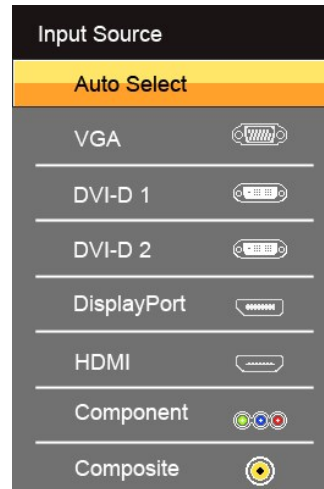 Input Source
Auto Select
VGA
DVI-D 1
DVI-D 2
DisplayPort
HDMI
Component
Composite